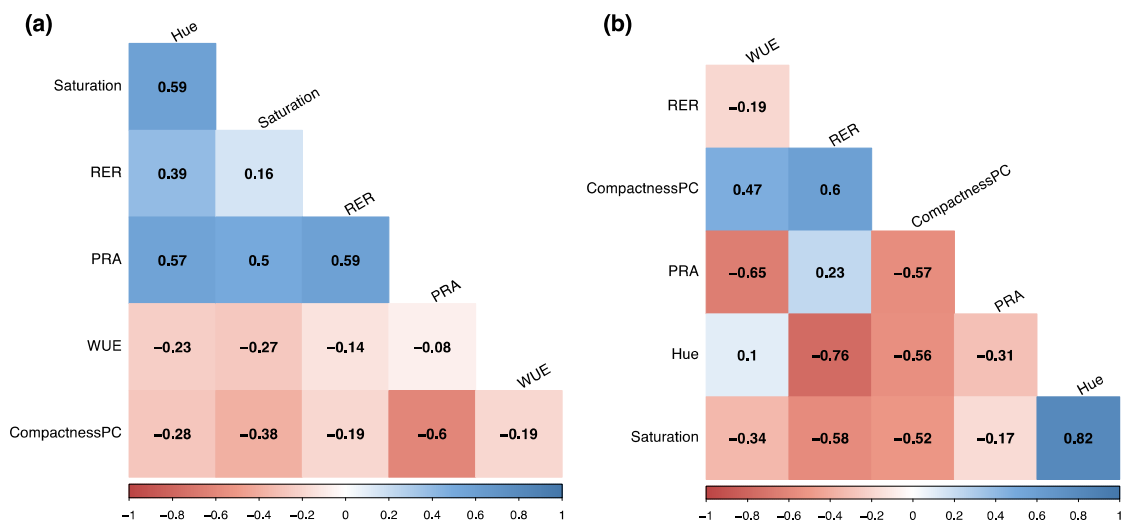 (a)
Hue
Saturation 0.59
Saturation
RER 0.39 0.16
RER
PRA 0.57 0.5 0.59
PRA
WUE −0.23 −0.27 −0.14 −0.08
WUE
CompactnessPC −0.28 −0.38 −0.19 −0.6 −0.19
−1 −0.8 −0.6 −0.4 −0.2 0 0.2 0.4 0.6 0.8 1
(b)
WUE
RER −0.19
RER
CompactnessPC 0.47 0.6
CompactnessPC
PRA −0.65 0.23 −0.57
PRA
Hue 0.1 −0.76 −0.56 −0.31
Hue
Saturation −0.34 −0.58 −0.52 −0.17 0.82
−1 −0.8 −0.6 −0.4 −0.2 0 0.2 0.4 0.6 0.8 1